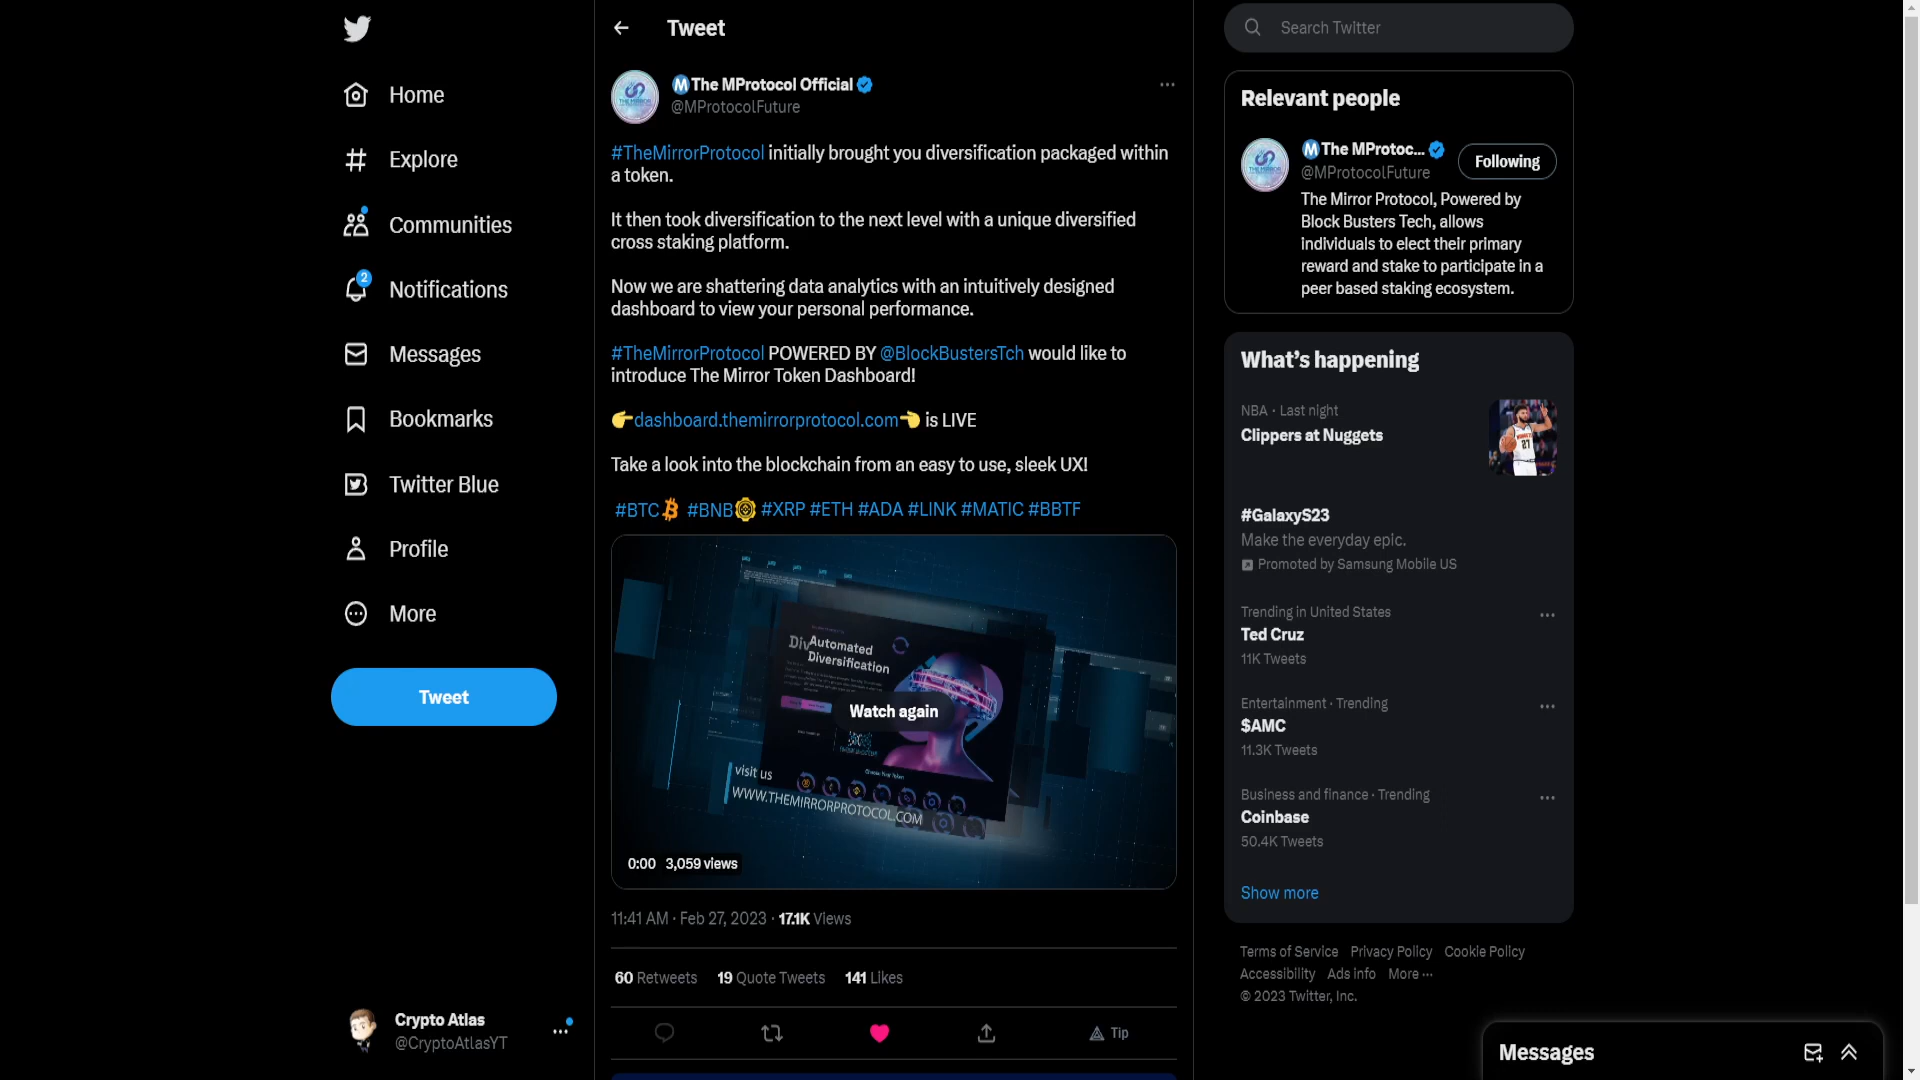 Home
Explore
Communities
2
Notifications
Messages
Bookmarks
Twitter Blue
Profile
More
Tweet
Crypto Atlas
@CryptoAtlasYT
Tweet
The MProtocol Official
@MProtocolFuture
#TheMirrorProtocol initially brought you diversification packaged within
a token.
It then took diversification to the next level with a unique diversified
cross staking platform.
Now we are shattering data analytics with an intuitively designed
dashboard to view your personal performance.
#TheMirrorProtocol POWERED BY @BlockBustersTch would like to
introduce The Mirror Token Dashboard!
👉dashboard.themirrorprotocol.com👈 is LIVE
Take a look into the blockchain from an easy to use, sleek UX!
#BTC #BNB #XRP #ETH #ADA #LINK #MATIC #BBTF
Automated
Diversification
Watch again
Choose Your Token
visit us
WWW.THEMIRRORPROTOCOL.COM
0:00 3,059 views
11:41 AM · Feb 27, 2023 · 17.1K Views
60 Retweets 19 Quote Tweets 141 Likes
Tip
Search Twitter
Relevant people
The MProtoc...
@MProtocolFuture
Following
The Mirror Protocol, Powered by
Block Busters Tech, allows
individuals to elect their primary
reward and stake to participate in a
peer based staking ecosystem.
What's happening
NBA · Last night
Clippers at Nuggets
27
#GalaxyS23
Make the everyday epic.
Promoted by Samsung Mobile US
Trending in United States
Ted Cruz
11K Tweets
Entertainment · Trending
$AMC
11.3K Tweets
Business and finance · Trending
Coinbase
50.4K Tweets
Show more
Terms of Service Privacy Policy Cookie Policy
Accessibility Ads info More ···
© 2023 Twitter, Inc.
Messages